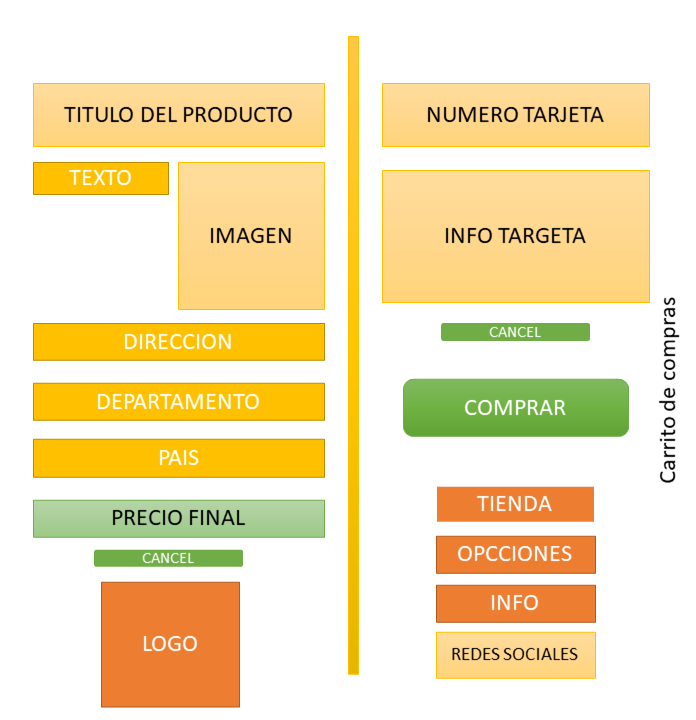 TITULO DEL PRODUCTO
TEXTO
IMAGEN
DIRECCION
DEPARTAMENTO
PAIS
PRECIO FINAL
CANCEL
LOGO
NUMERO TARJETA
INFO TARGETA
CANCEL
COMPRAR
TIENDA
OPCCIONES
INFO
REDES SOCIALES
Carrito de compras